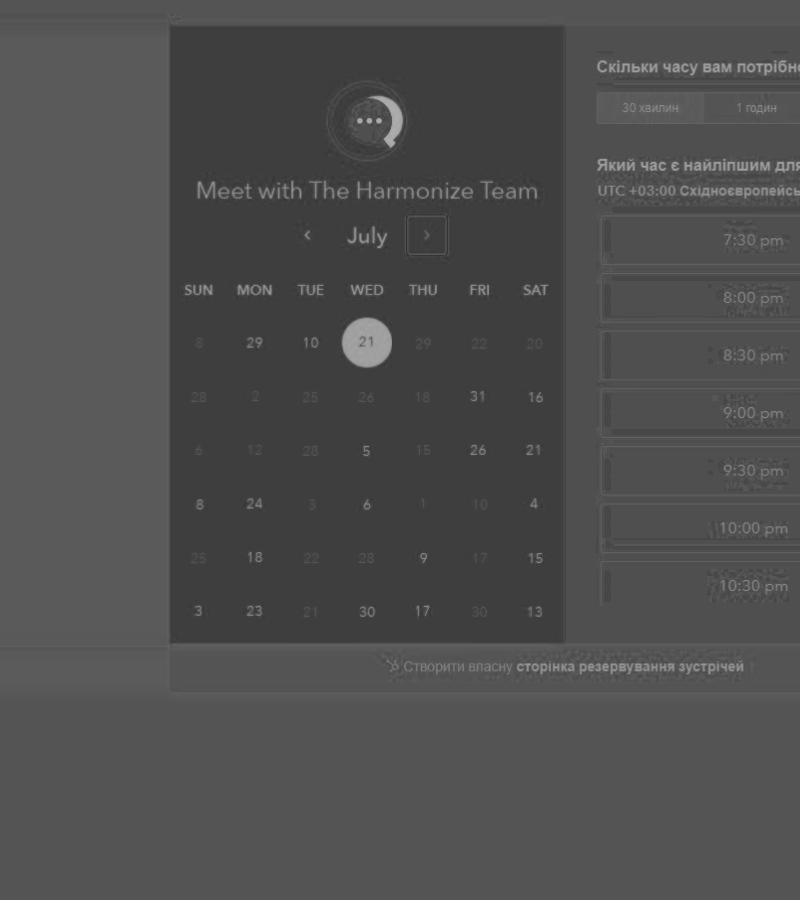 Meet with The Harmonize Team
‹ July ›
SUN MON TUE WED THU FRI SAT
8 29 10 21 29 22 20
28 2 25 26 18 31 16
6 12 28 5 15 26 21
8 24 3 6 1 10 4
25 18 22 28 9 17 15
3 23 21 30 17 30 13
Скільки часу вам потрібно
30 хвилин 1 годин
Який час є найліпшим для
UTC +03:00 Східноєвропейсь
7:30 pm
8:00 pm
8:30 pm
9:00 pm
9:30 pm
10:00 pm
10:30 pm
Створити власну сторінка резервування зустрічей